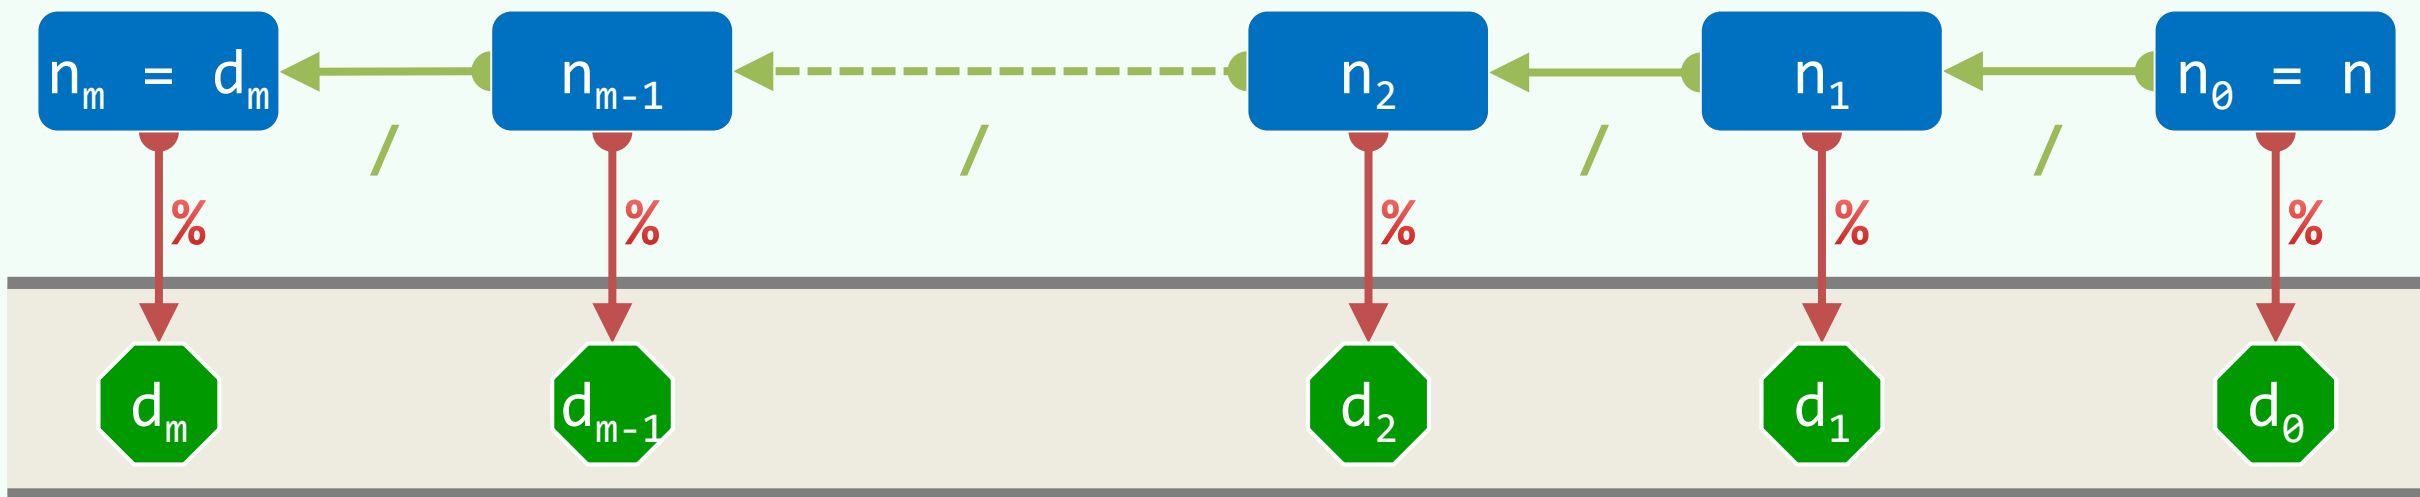 nₘ = dₘ nₘ₋₁ n₂ n₁ n₀ = n
/ / / /
% % % % %
dₘ dₘ₋₁ d₂ d₁ d₀